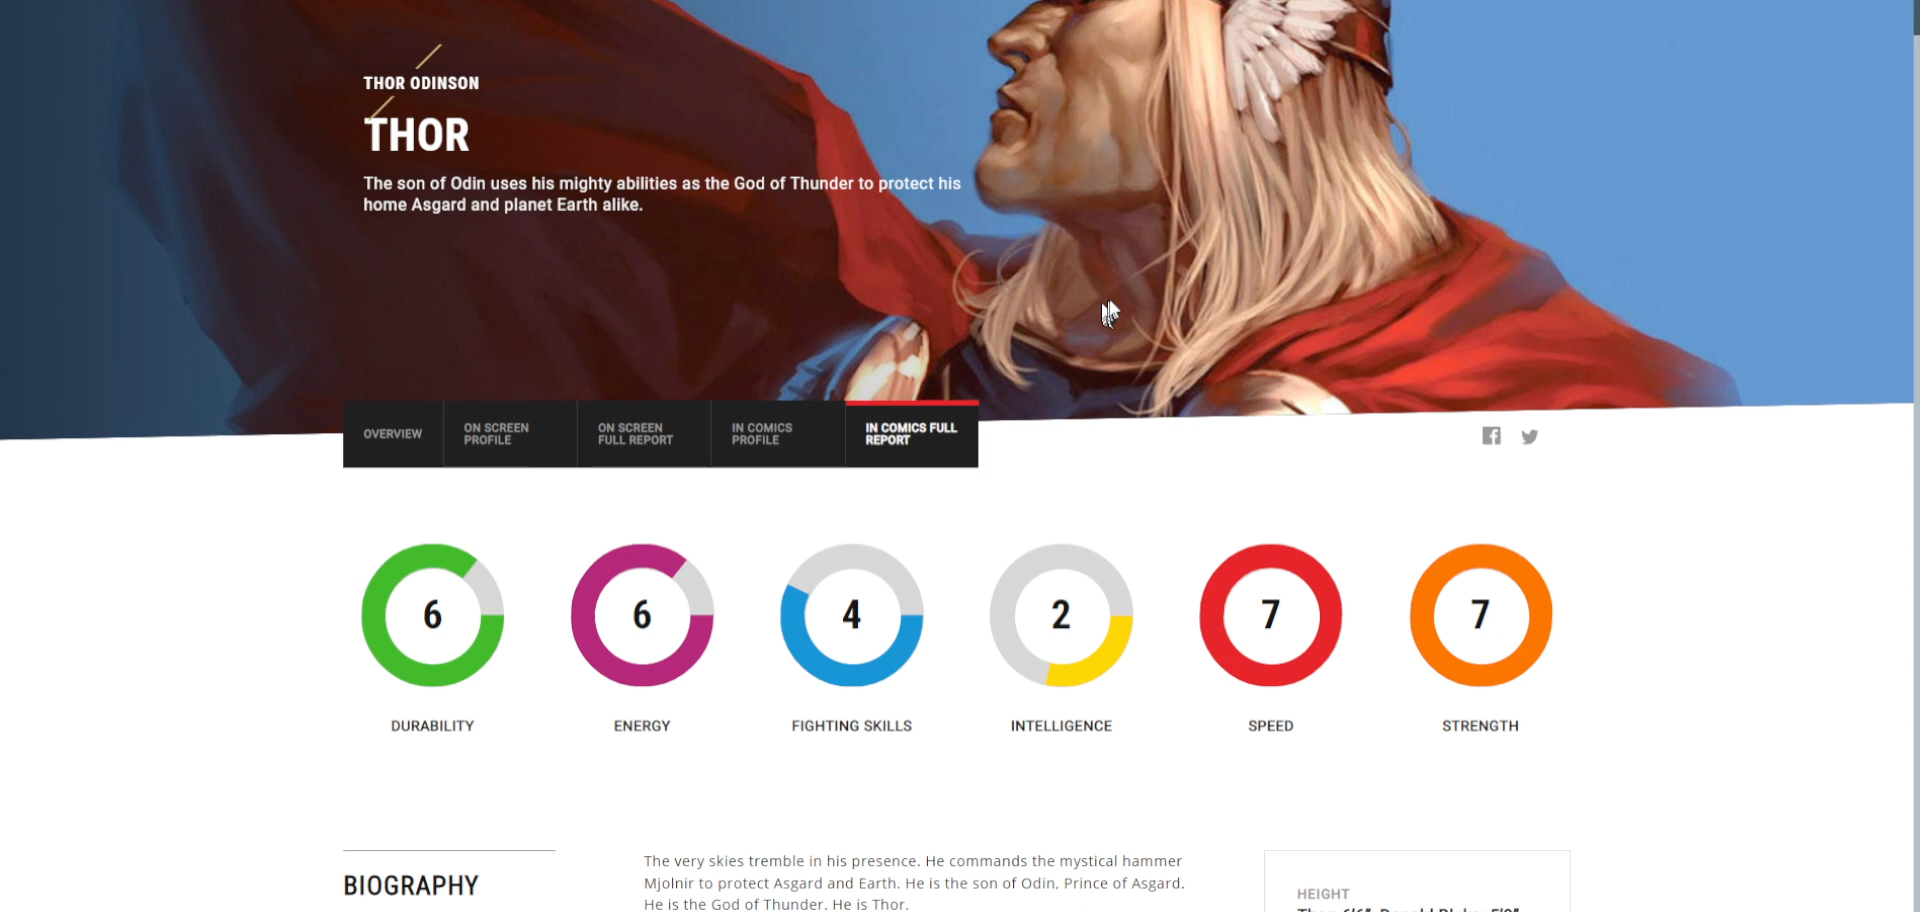 THOR ODINSON
THOR
The son of Odin uses his mighty abilities as the God of Thunder to protect his
home Asgard and planet Earth alike.
OVERVIEW
ON SCREEN
PROFILE
ON SCREEN
FULL REPORT
IN COMICS
PROFILE
IN COMICS FULL
REPORT
6
6
4
2
7
7
DURABILITY
ENERGY
FIGHTING SKILLS
INTELLIGENCE
SPEED
STRENGTH
BIOGRAPHY
The very skies tremble in his presence. He commands the mystical hammer
Mjolnir to protect Asgard and Earth. He is the son of Odin, Prince of Asgard.
He is the God of Thunder. He is Thor.
HEIGHT